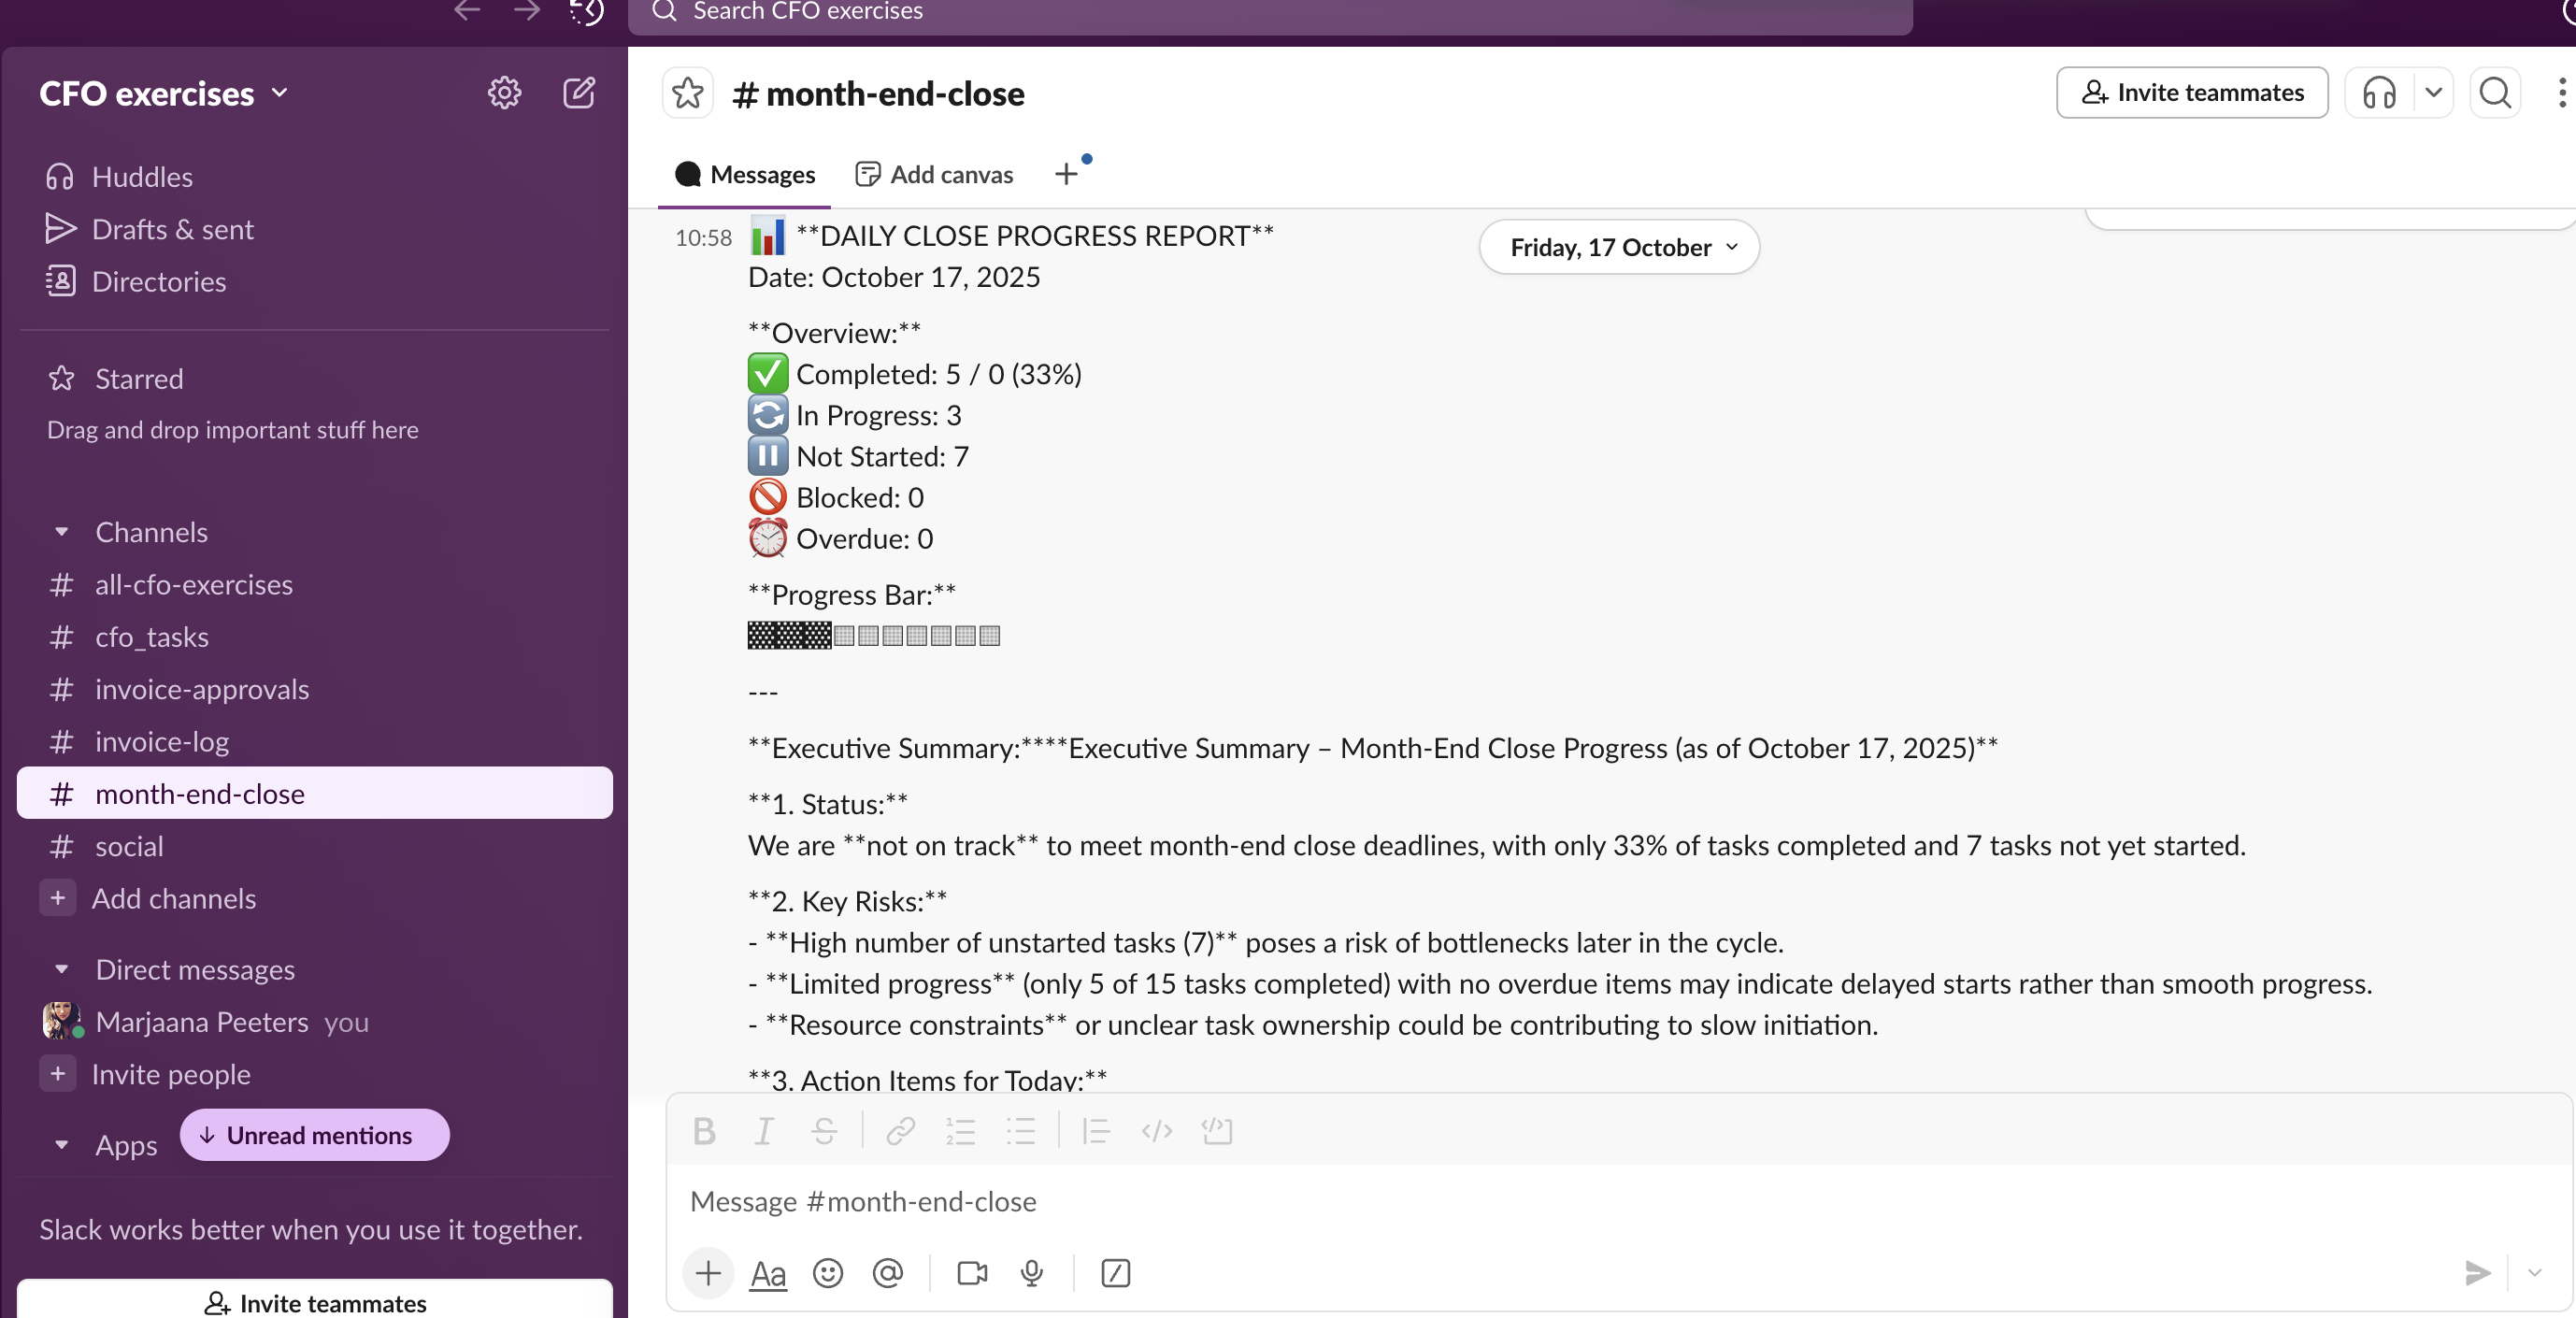 Search CFO exercises
CFO exercises
Huddles
Drafts & sent
Directories
Starred
Drag and drop important stuff here
Channels
# all-cfo-exercises
# cfo_tasks
# invoice-approvals
# invoice-log
# month-end-close
# social
+ Add channels
Direct messages
Marjaana Peeters you
+ Invite people
Apps
↓ Unread mentions
Slack works better when you use it together.
Invite teammates
# month-end-close
Invite teammates
Messages
Add canvas
+
Friday, 17 October
10:58 📊 **DAILY CLOSE PROGRESS REPORT**
Date: October 17, 2025
**Overview:**
✅ Completed: 5 / 0 (33%)
🔄 In Progress: 3
⏸️ Not Started: 7
🚫 Blocked: 0
⏰ Overdue: 0
**Progress Bar:**
▓▓▓░░░░░░░
---
**Executive Summary:****Executive Summary – Month-End Close Progress (as of October 17, 2025)**
**1. Status:**
We are **not on track** to meet month-end close deadlines, with only 33% of tasks completed and 7 tasks not yet started.
**2. Key Risks:**
- **High number of unstarted tasks (7)** poses a risk of bottlenecks later in the cycle.
- **Limited progress** (only 5 of 15 tasks completed) with no overdue items may indicate delayed starts rather than smooth progress.
- **Resource constraints** or unclear task ownership could be contributing to slow initiation.
**3. Action Items for Today:**
Message #month-end-close
Aa